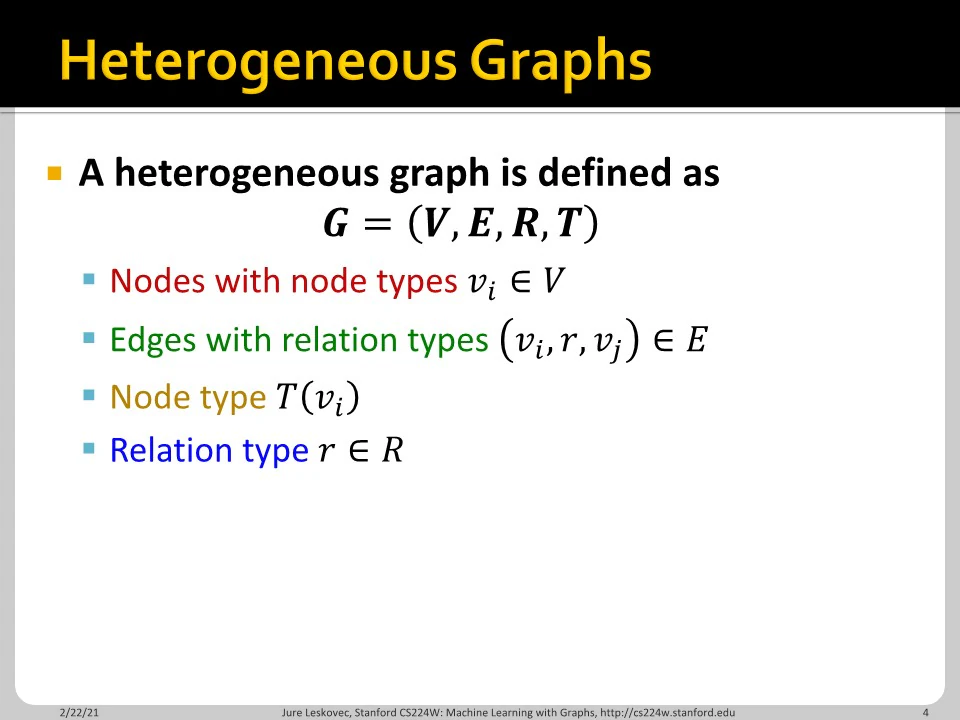 Heterogeneous Graphs
A heterogeneous graph is defined as
G = (V, E, R, T)
Nodes with node types v_i ∈ V
Edges with relation types (v_i, r, v_j) ∈ E
Node type T(v_i)
Relation type r ∈ R
2/22/21 Jure Leskovec, Stanford CS224W: Machine Learning with Graphs, http://cs224w.stanford.edu 4